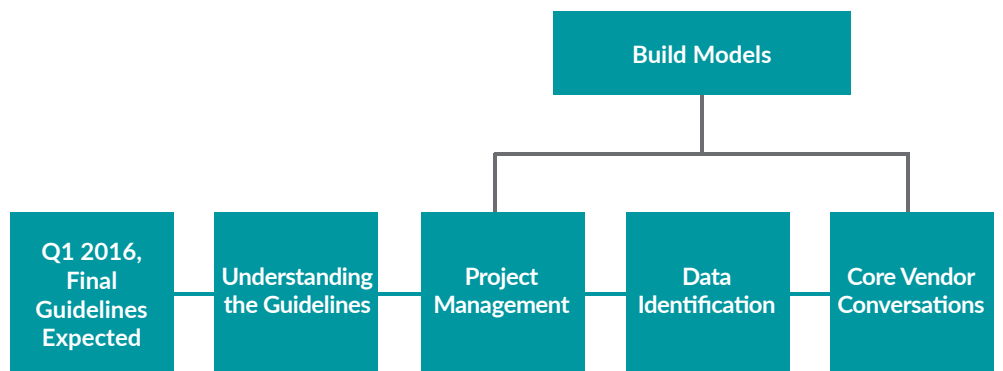 Build Models
Q1 2016,
Final
Guidelines
Expected
Understanding
the Guidelines
Project
Management
Data
Identification
Core Vendor
Conversations